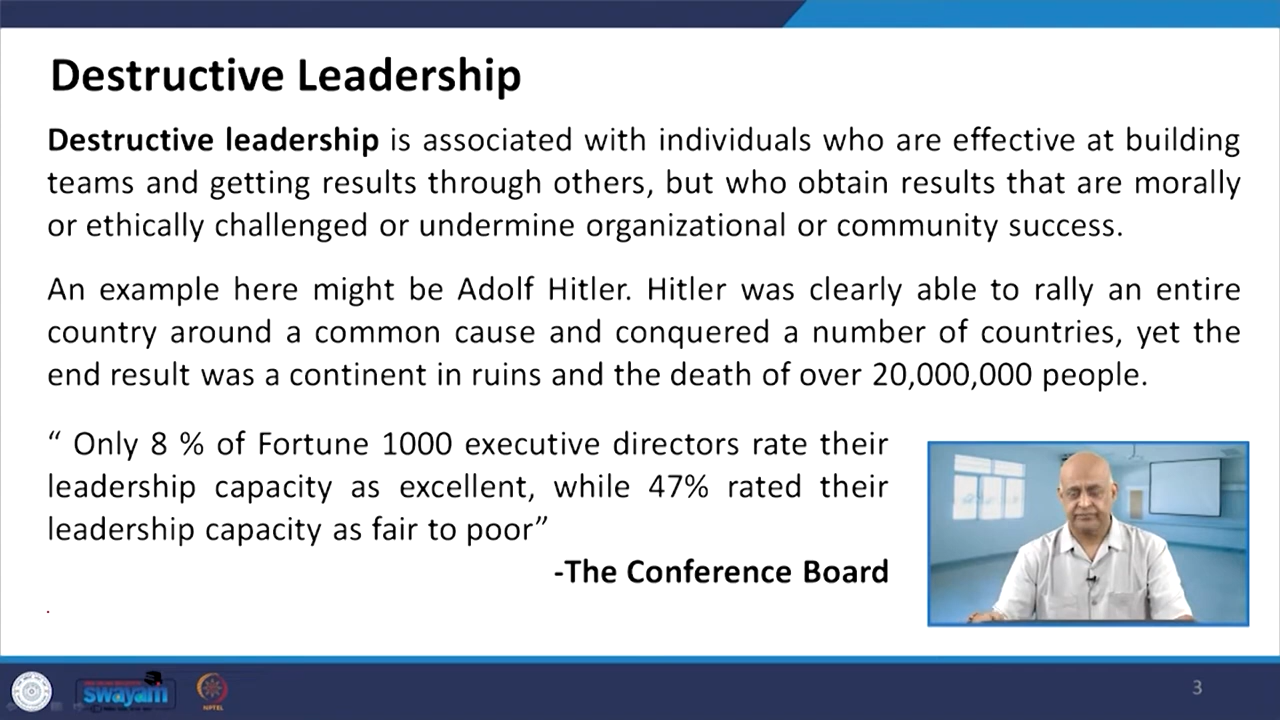 Destructive Leadership
Destructive leadership is associated with individuals who are effective at building
teams and getting results through others, but who obtain results that are morally
or ethically challenged or undermine organizational or community success.
An example here might be Adolf Hitler. Hitler was clearly able to rally an entire
country around a common cause and conquered a number of countries, yet the
end result was a continent in ruins and the death of over 20,000,000 people.
“ Only 8 % of Fortune 1000 executive directors rate their
leadership capacity as excellent, while 47% rated their
leadership capacity as fair to poor”
-The Conference Board
swayam
NPTEL
3